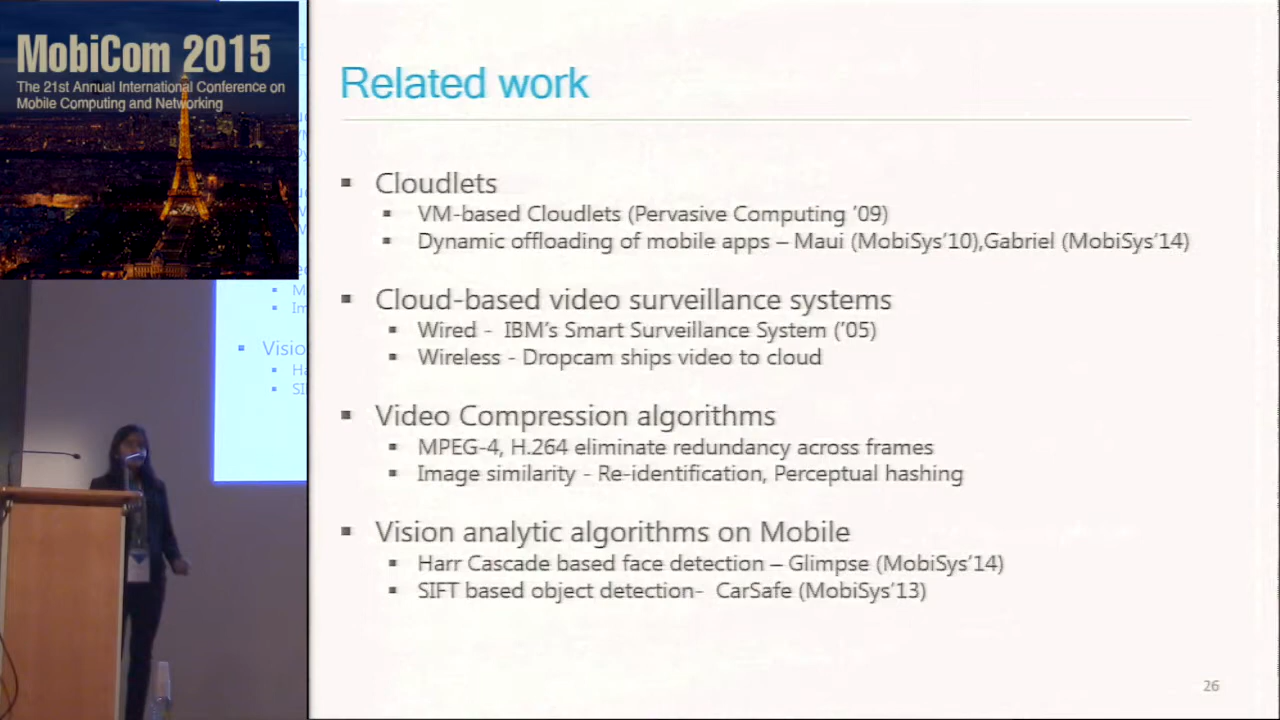 MobiCom 2015
The 21st Annual International Conference on
Mobile Computing and Networking
Related work
▪ Cloudlets
▪ VM-based Cloudlets (Pervasive Computing '09)
▪ Dynamic offloading of mobile apps – Maui (MobiSys'10),Gabriel (MobiSys'14)
▪ Cloud-based video surveillance systems
▪ Wired - IBM's Smart Surveillance System ('05)
▪ Wireless - Dropcam ships video to cloud
▪ Video Compression algorithms
▪ MPEG-4, H.264 eliminate redundancy across frames
▪ Image similarity - Re-identification, Perceptual hashing
▪ Vision analytic algorithms on Mobile
▪ Harr Cascade based face detection – Glimpse (MobiSys'14)
▪ SIFT based object detection- CarSafe (MobiSys'13)
26
▪ M
▪ Im
▪ Visio
▪ Ha
▪ SI